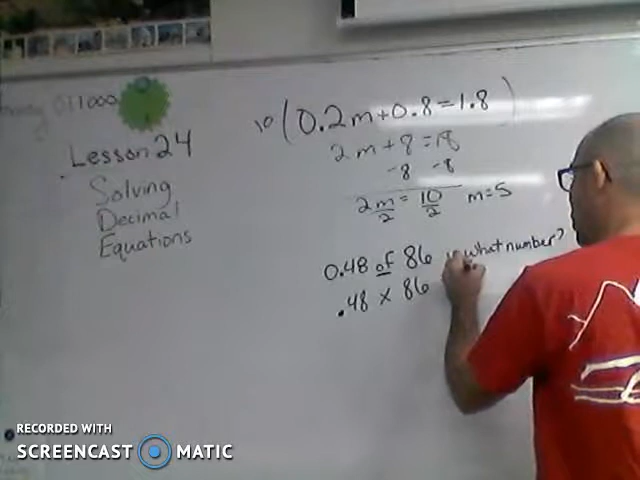 10(0.2m+0.8=1.8)
2m+8=18
-8 -8
2m/2 = 10/2 m=5
Lesson 24
Solving
Decimal
Equations
0.48 of 86 what number?
.48 x 86
RECORDED WITH
SCREENCAST MATIC